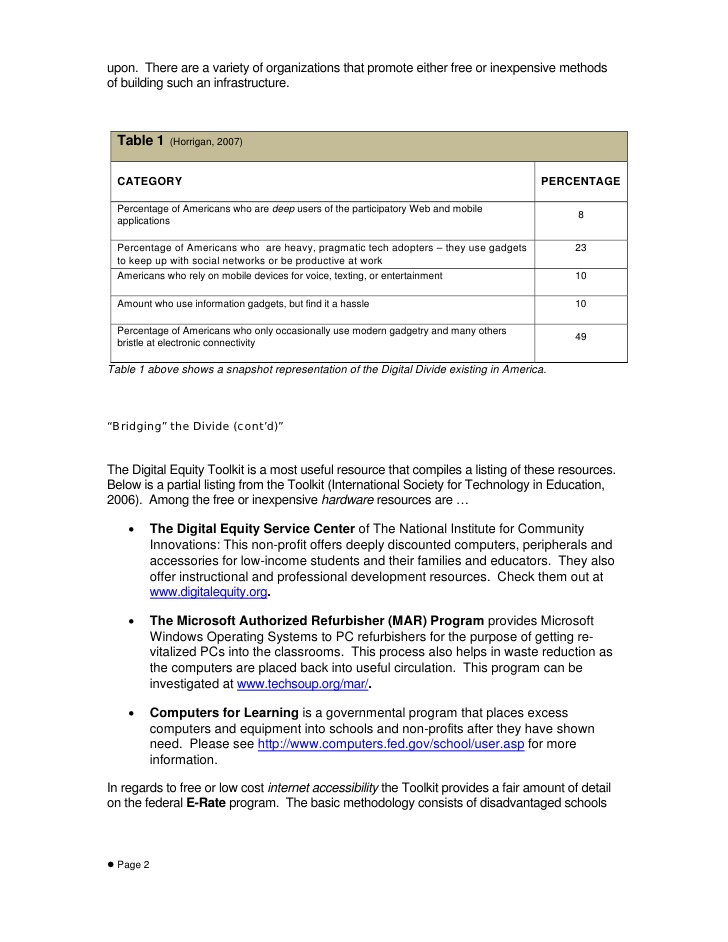 upon.  There are a variety of organizations that promote either free or inexpensive methods
of building such an infrastructure.
Table 1 (Horrigan, 2007)
CATEGORY PERCENTAGE
Percentage of Americans who are deep users of the participatory Web and mobile
applications
8
Percentage of Americans who  are heavy, pragmatic tech adopters – they use gadgets
to keep up with social networks or be productive at work
23
Americans who rely on mobile devices for voice, texting, or entertainment 10
Amount who use information gadgets, but find it a hassle 10
Percentage of Americans who only occasionally use modern gadgetry and many others
bristle at electronic connectivity
49
Table 1 above shows a snapshot representation of the Digital Divide existing in America.
“Bridging” the Divide (cont’d)”
The Digital Equity Toolkit is a most useful resource that compiles a listing of these resources.
Below is a partial listing from the Toolkit (International Society for Technology in Education,
2006).  Among the free or inexpensive hardware resources are …
• The Digital Equity Service Center of The National Institute for Community
Innovations: This non-profit offers deeply discounted computers, peripherals and
accessories for low-income students and their families and educators.  They also
offer instructional and professional development resources.  Check them out at
www.digitalequity.org.
• The Microsoft Authorized Refurbisher (MAR) Program provides Microsoft
Windows Operating Systems to PC refurbishers for the purpose of getting re-
vitalized PCs into the classrooms.  This process also helps in waste reduction as
the computers are placed back into useful circulation.  This program can be
investigated at www.techsoup.org/mar/.
• Computers for Learning is a governmental program that places excess
computers and equipment into schools and non-profits after they have shown
need.  Please see http://www.computers.fed.gov/school/user.asp for more
information.
In regards to free or low cost internet accessibility the Toolkit provides a fair amount of detail
on the federal E-Rate program.  The basic methodology consists of disadvantaged schools
● Page 2